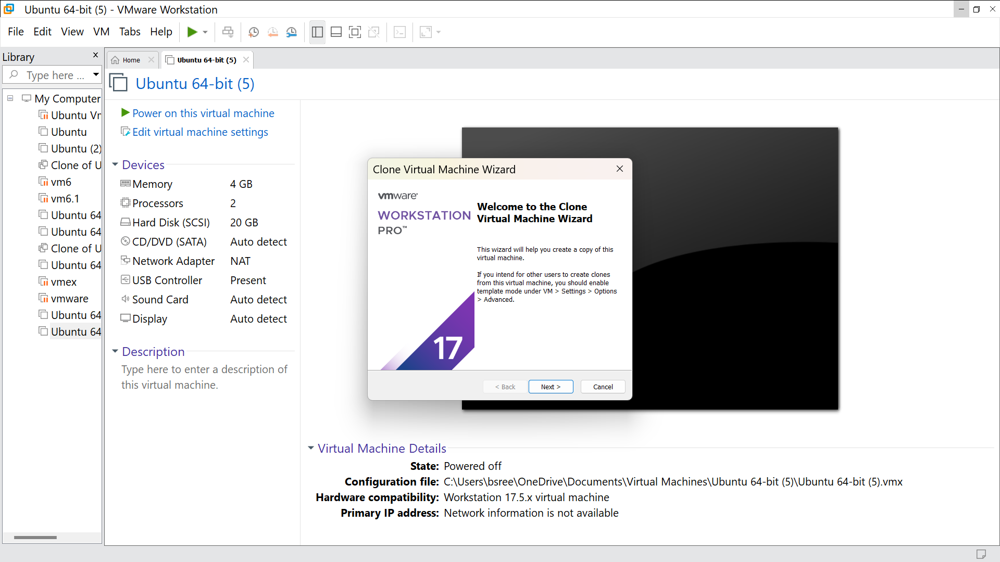 Ubuntu 64-bit (5) - VMware Workstation
File Edit View VM Tabs Help
Library
Type here ...
My Computer
Ubuntu
Ubuntu
Ubuntu (2)
Clone of U
vm6
vm6.1
Ubuntu 64
Ubuntu 64
Clone of U
Ubuntu 64
vmex
vmware
Ubuntu 64
Ubuntu 64
Home
Ubuntu 64-bit (5)
Ubuntu 64-bit (5)
Power on this virtual machine
Edit virtual machine settings
Devices
Memory 4 GB
Processors 2
Hard Disk (SCSI) 20 GB
CD/DVD (SATA) Auto detect
Network Adapter NAT
USB Controller Present
Sound Card Auto detect
Display Auto detect
Description
Type here to enter a description of
this virtual machine.
Clone Virtual Machine Wizard
vmware®
WORKSTATION
PRO™
17
Welcome to the Clone
Virtual Machine Wizard
This wizard will help you create a copy of this
virtual machine.
If you intend for other users to create clones
from this virtual machine, you should enable
template mode under VM > Settings > Options
> Advanced.
< Back Next > Cancel
Virtual Machine Details
State: Powered off
Configuration file: C:\Users\bsree\OneDrive\Documents\Virtual Machines\Ubuntu 64-bit (5)\Ubuntu 64-bit (5).vmx
Hardware compatibility: Workstation 17.5.x virtual machine
Primary IP address: Network information is not available